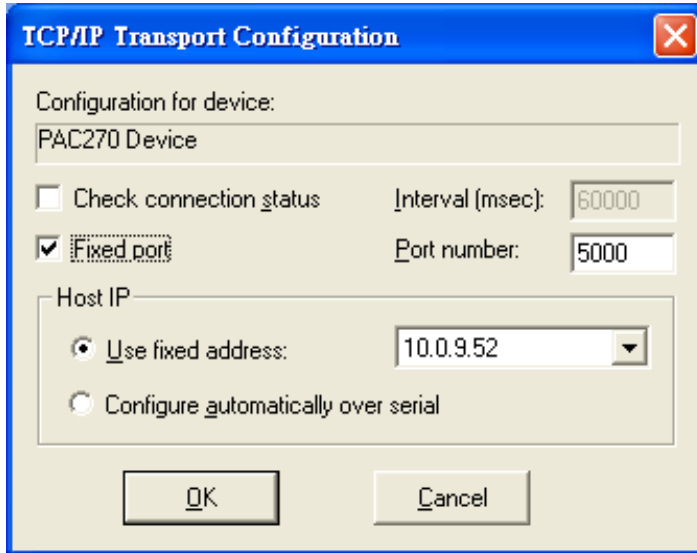 TCP/IP Transport Configuration
Configuration for device:
PAC270 Device
Check connection status Interval (msec): 60000
Fixed port Port number: 5000
Host IP
Use fixed address: 10.0.9.52
Configure automatically over serial
OK Cancel